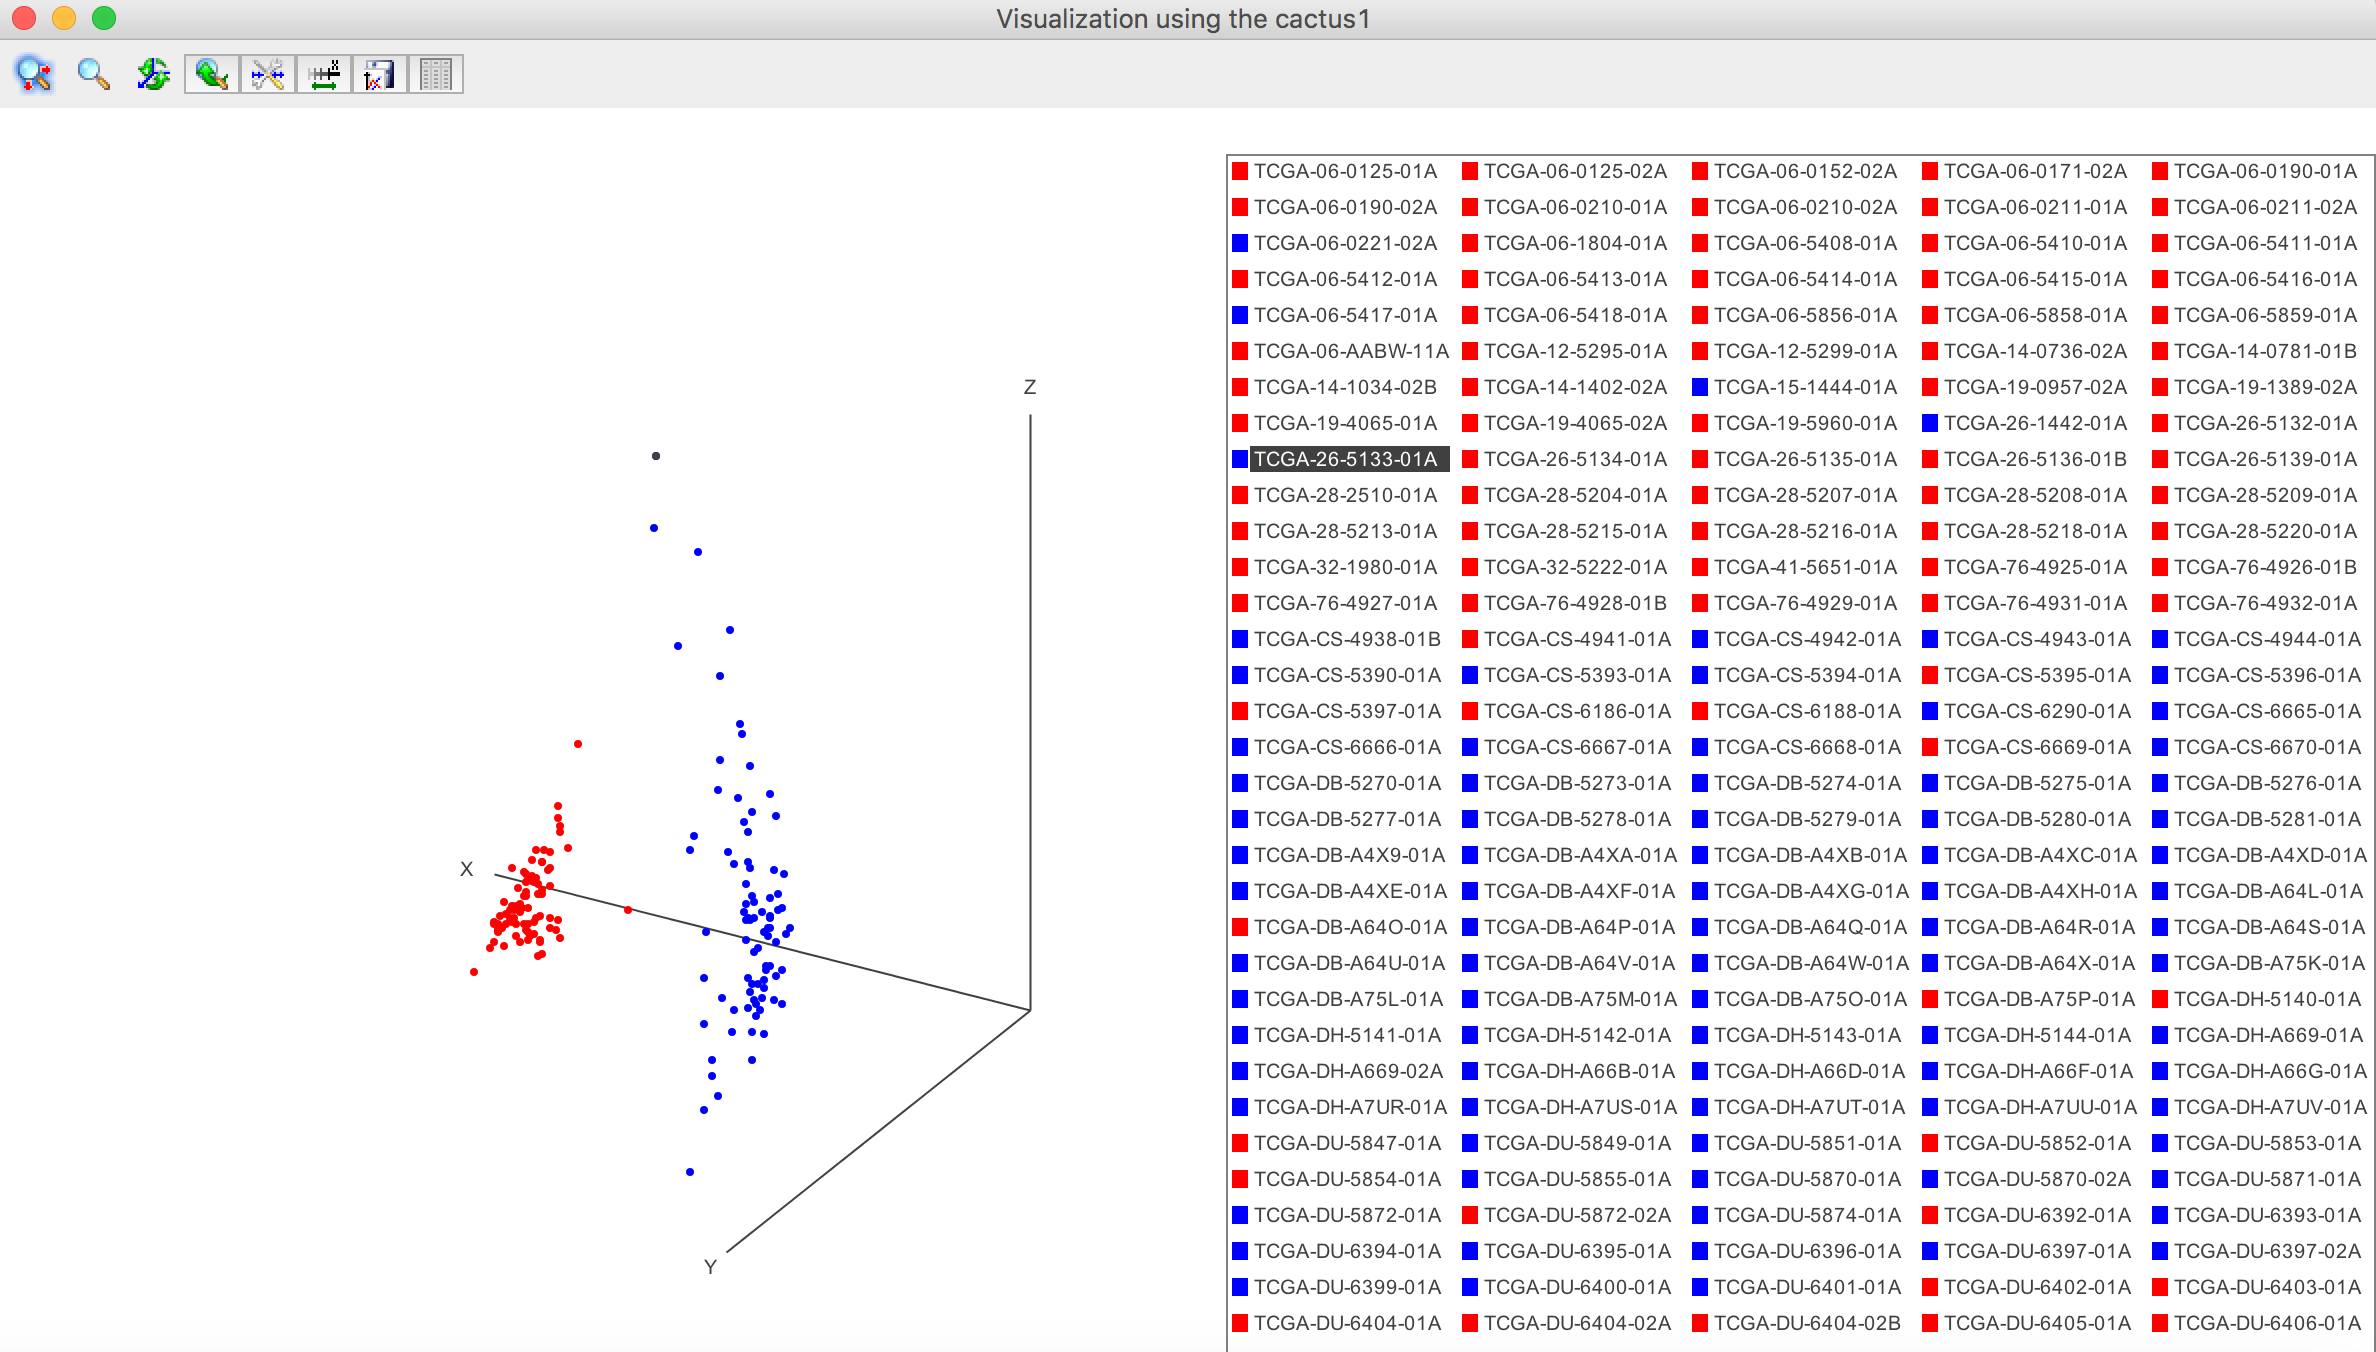 Visualization using the cactus1
TCGA-06-0125-01A TCGA-06-0125-02A TCGA-06-0152-02A TCGA-06-0171-02A TCGA-06-0190-01A
TCGA-06-0190-02A TCGA-06-0210-01A TCGA-06-0210-02A TCGA-06-0211-01A TCGA-06-0211-02A
TCGA-06-0221-02A TCGA-06-1804-01A TCGA-06-5408-01A TCGA-06-5410-01A TCGA-06-5411-01A
TCGA-06-5412-01A TCGA-06-5413-01A TCGA-06-5414-01A TCGA-06-5415-01A TCGA-06-5416-01A
TCGA-06-5417-01A TCGA-06-5418-01A TCGA-06-5856-01A TCGA-06-5858-01A TCGA-06-5859-01A
TCGA-06-AABW-11A TCGA-12-5295-01A TCGA-12-5299-01A TCGA-14-0736-02A TCGA-14-0781-01B
Z
TCGA-14-1034-02B TCGA-14-1402-02A TCGA-15-1444-01A TCGA-19-0957-02A TCGA-19-1389-02A
TCGA-19-4065-01A TCGA-19-4065-02A TCGA-19-5960-01A TCGA-26-1442-01A TCGA-26-5132-01A
TCGA-26-5133-01A TCGA-26-5134-01A TCGA-26-5135-01A TCGA-26-5136-01B TCGA-26-5139-01A
TCGA-28-2510-01A TCGA-28-5204-01A TCGA-28-5207-01A TCGA-28-5208-01A TCGA-28-5209-01A
TCGA-28-5213-01A TCGA-28-5215-01A TCGA-28-5216-01A TCGA-28-5218-01A TCGA-28-5220-01A
TCGA-32-1980-01A TCGA-32-5222-01A TCGA-41-5651-01A TCGA-76-4925-01A TCGA-76-4926-01B
TCGA-76-4927-01A TCGA-76-4928-01B TCGA-76-4929-01A TCGA-76-4931-01A TCGA-76-4932-01A
TCGA-CS-4938-01B TCGA-CS-4941-01A TCGA-CS-4942-01A TCGA-CS-4943-01A TCGA-CS-4944-01A
TCGA-CS-5390-01A TCGA-CS-5393-01A TCGA-CS-5394-01A TCGA-CS-5395-01A TCGA-CS-5396-01A
TCGA-CS-5397-01A TCGA-CS-6186-01A TCGA-CS-6188-01A TCGA-CS-6290-01A TCGA-CS-6665-01A
TCGA-CS-6666-01A TCGA-CS-6667-01A TCGA-CS-6668-01A TCGA-CS-6669-01A TCGA-CS-6670-01A
TCGA-DB-5270-01A TCGA-DB-5273-01A TCGA-DB-5274-01A TCGA-DB-5275-01A TCGA-DB-5276-01A
TCGA-DB-5277-01A TCGA-DB-5278-01A TCGA-DB-5279-01A TCGA-DB-5280-01A TCGA-DB-5281-01A
TCGA-DB-A4X9-01A TCGA-DB-A4XA-01A TCGA-DB-A4XB-01A TCGA-DB-A4XC-01A TCGA-DB-A4XD-01A
X
TCGA-DB-A4XE-01A TCGA-DB-A4XF-01A TCGA-DB-A4XG-01A TCGA-DB-A4XH-01A TCGA-DB-A64L-01A
TCGA-DB-A64O-01A TCGA-DB-A64P-01A TCGA-DB-A64Q-01A TCGA-DB-A64R-01A TCGA-DB-A64S-01A
TCGA-DB-A64U-01A TCGA-DB-A64V-01A TCGA-DB-A64W-01A TCGA-DB-A64X-01A TCGA-DB-A75K-01A
TCGA-DB-A75L-01A TCGA-DB-A75M-01A TCGA-DB-A75O-01A TCGA-DB-A75P-01A TCGA-DH-5140-01A
TCGA-DH-5141-01A TCGA-DH-5142-01A TCGA-DH-5143-01A TCGA-DH-5144-01A TCGA-DH-A669-01A
TCGA-DH-A669-02A TCGA-DH-A66B-01A TCGA-DH-A66D-01A TCGA-DH-A66F-01A TCGA-DH-A66G-01A
TCGA-DH-A7UR-01A TCGA-DH-A7US-01A TCGA-DH-A7UT-01A TCGA-DH-A7UU-01A TCGA-DH-A7UV-01A
TCGA-DU-5847-01A TCGA-DU-5849-01A TCGA-DU-5851-01A TCGA-DU-5852-01A TCGA-DU-5853-01A
TCGA-DU-5854-01A TCGA-DU-5855-01A TCGA-DU-5870-01A TCGA-DU-5870-02A TCGA-DU-5871-01A
TCGA-DU-5872-01A TCGA-DU-5872-02A TCGA-DU-5874-01A TCGA-DU-6392-01A TCGA-DU-6393-01A
TCGA-DU-6394-01A TCGA-DU-6395-01A TCGA-DU-6396-01A TCGA-DU-6397-01A TCGA-DU-6397-02A
Y
TCGA-DU-6399-01A TCGA-DU-6400-01A TCGA-DU-6401-01A TCGA-DU-6402-01A TCGA-DU-6403-01A
TCGA-DU-6404-01A TCGA-DU-6404-02A TCGA-DU-6404-02B TCGA-DU-6405-01A TCGA-DU-6406-01A